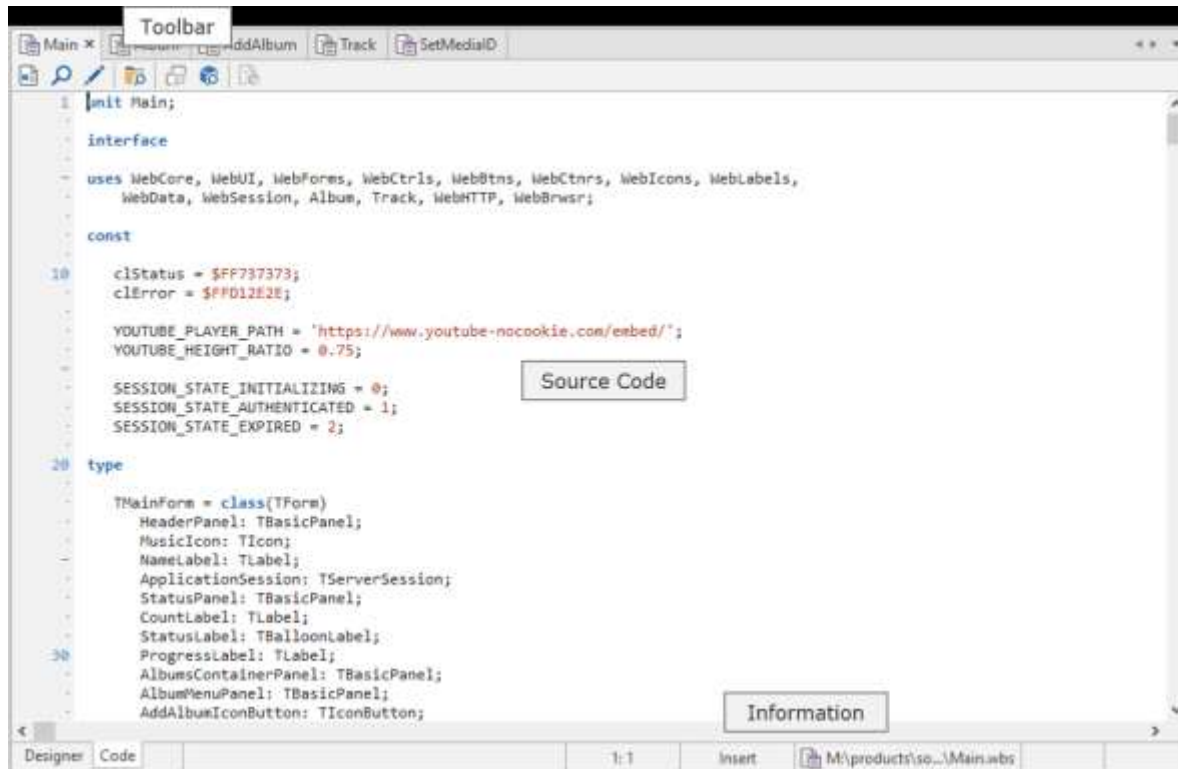 Toolbar
Main × Album AddAlbum Track SetMediaID
1 unit Main;
interface
uses WebCore, WebUI, WebForms, WebCtrls, WebBtns, WebCtnrs, WebIcons, WebLabels,
WebData, WebSession, Album, Track, WebHTTP, WebBrwsr;
const
10 clStatus = $FF737373;
clError = $FFD12E2E;
YOUTUBE_PLAYER_PATH = 'https://www.youtube-nocookie.com/embed/';
YOUTUBE_HEIGHT_RATIO = 0.75;
Source Code
SESSION_STATE_INITIALIZING = 0;
SESSION_STATE_AUTHENTICATED = 1;
SESSION_STATE_EXPIRED = 2;
20 type
TMainForm = class(TForm)
HeaderPanel: TBasicPanel;
MusicIcon: TIcon;
NameLabel: TLabel;
ApplicationSession: TServerSession;
StatusPanel: TBasicPanel;
CountLabel: TLabel;
StatusLabel: TBalloonLabel;
30 ProgressLabel: TLabel;
AlbumsContainerPanel: TBasicPanel;
AlbumMenuPanel: TBasicPanel;
AddAlbumIconButton: TIconButton;
Information
Designer Code 1: 1 Insert M:\products\so...\Main.wbs